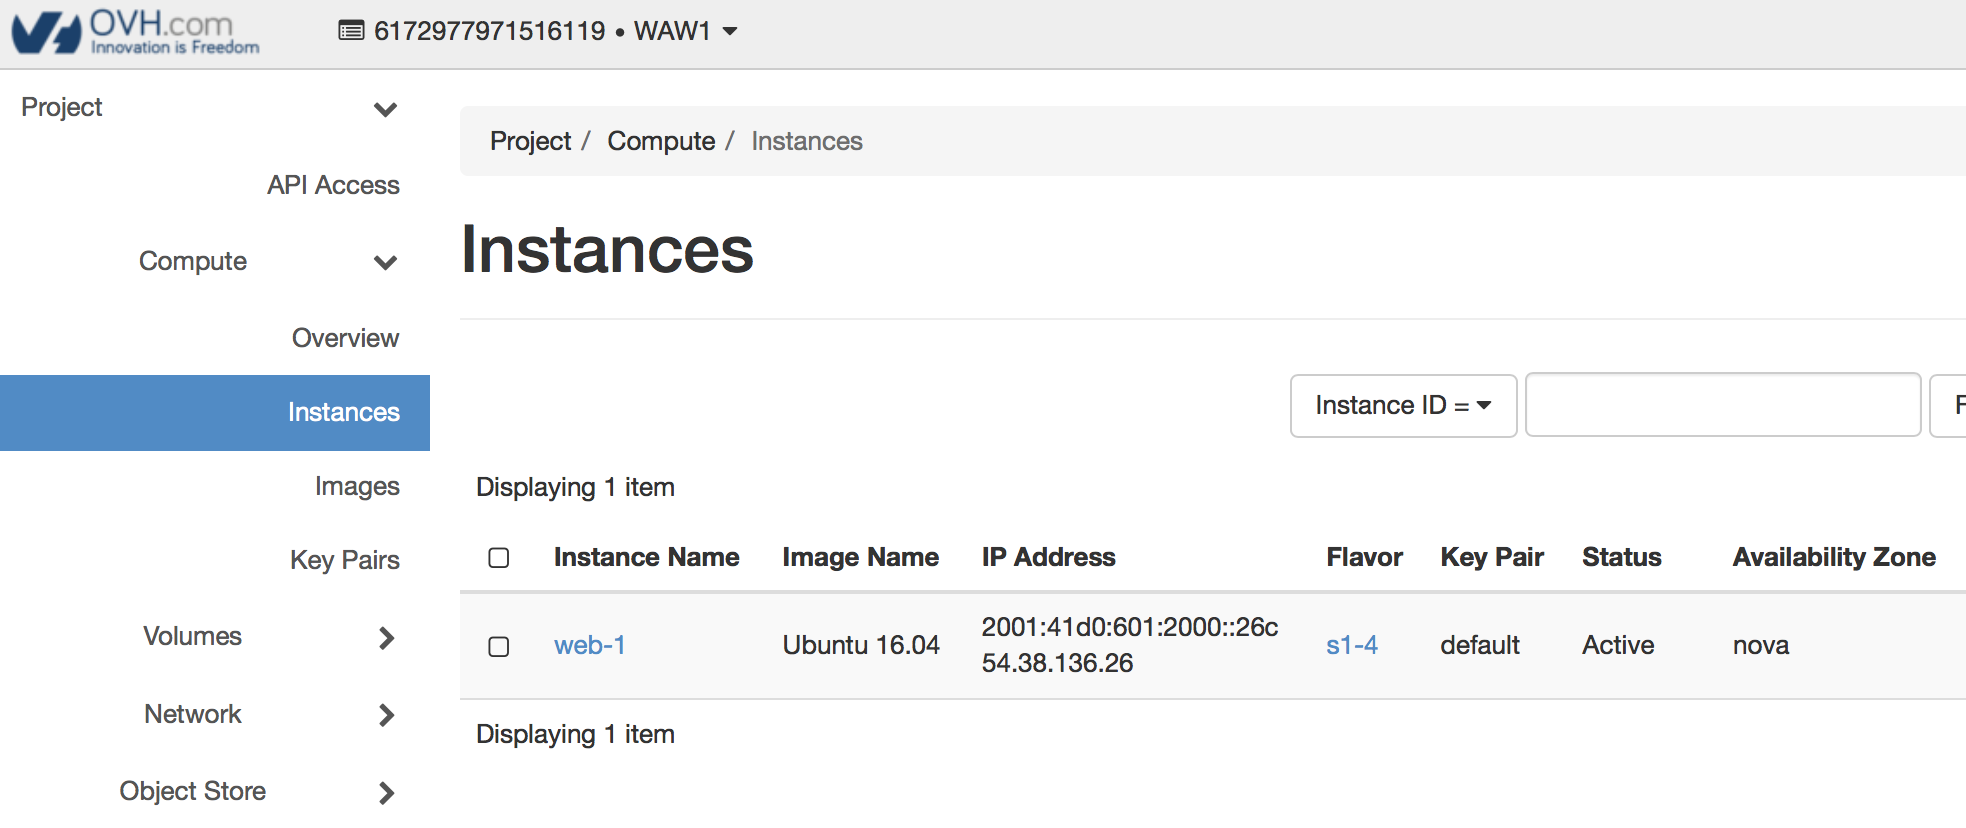 OVH.com
Innovation is Freedom
6172977971516119 • WAW1
Project
API Access
Compute
Overview
Instances
Images
Key Pairs
Volumes
Network
Object Store
Project / Compute / Instances
Instances
Instance ID =
F
Displaying 1 item
Instance Name Image Name IP Address Flavor Key Pair Status Availability Zone
web-1 Ubuntu 16.04 2001:41d0:601:2000::26c s1-4 default Active nova
54.38.136.26
Displaying 1 item